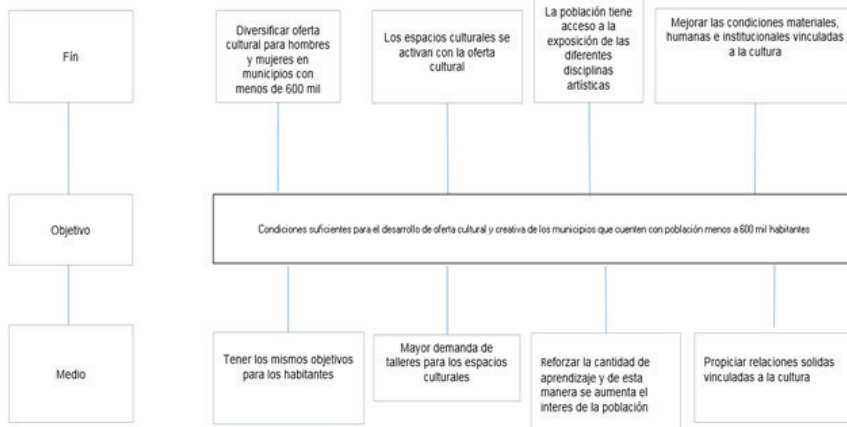 Fín
Diversificar oferta
cultural para hombres
y mujeres en
municipios con
menos de 600 mil
Los espacios culturales se
activan con la oferta
cultural
La población tiene
acceso a la
exposición de las
diferentes
disciplinas
artísticas
Mejorar las condiciones materiales,
humanas e institucionales vinculadas
a la cultura
Objetivo
Condiciones suficientes para el desarrollo de oferta cultural y creativa de los municipios que cuenten con población menos a 600 mil habitantes
Medio
Tener los mismos objetivos
para los habitantes
Mayor demanda de
talleres para los espacios
culturales
Reforzar la cantidad de
aprendizaje y de esta
manera se aumenta el
interes de la población
Propiciar relaciones solidas
vinculadas a la cultura